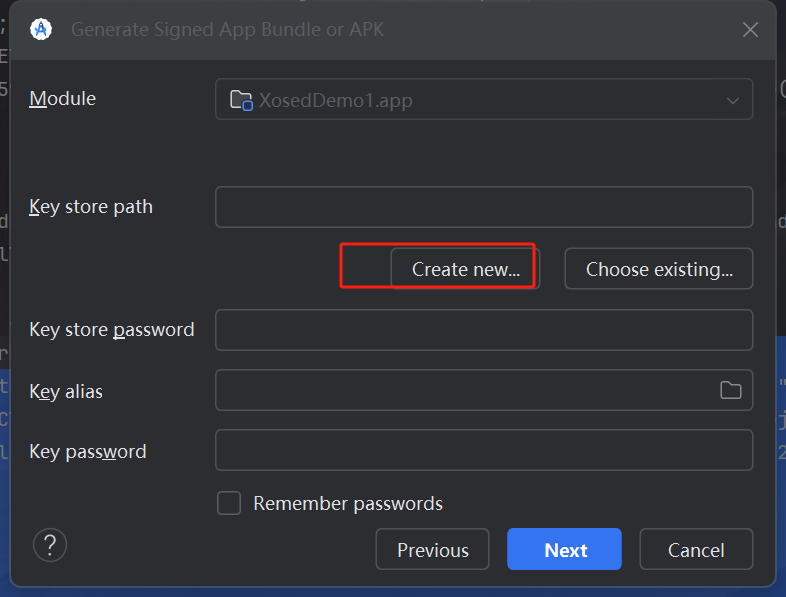 Generate Signed App Bundle or APK
Module
XosedDemo1.app
Key store path
Create new...
Choose existing...
Key store password
Key alias
Key password
Remember passwords
?
Previous
Next
Cancel